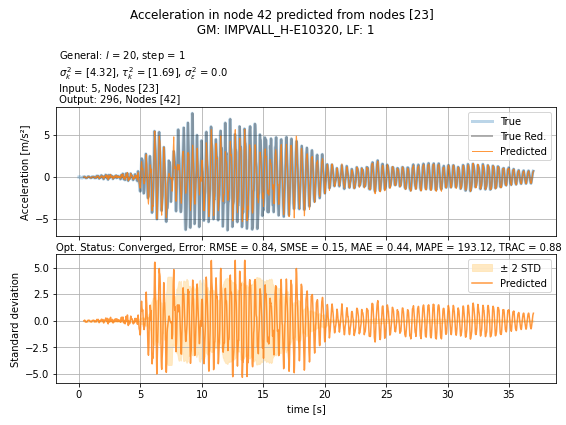 Acceleration in node 42 predicted from nodes [23]
GM: IMPVALL_H-E10320, LF: 1
General: l = 20, step = 1
σ²ₖ = [4.32], τ²ₖ = [1.69], σ²ₑ = 0.0
Input: 5, Nodes [23]
Output: 296, Nodes [42]
Acceleration [m/s²]
5
0
−5
True
True Red.
Predicted
Opt. Status: Converged, Error: RMSE = 0.84, SMSE = 0.15, MAE = 0.44, MAPE = 193.12, TRAC = 0.88
Standard deviation
5.0
2.5
0.0
−2.5
−5.0
± 2 STD
Predicted
0 5 10 15 20 25 30 35
time [s]